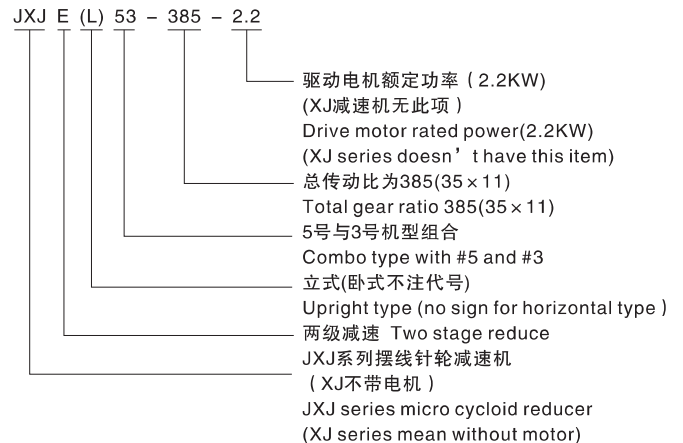 JXJ E (L) 53 - 385 - 2.2
驱动电机额定功率（2.2KW)
(XJ减速机无此项）
Drive motor rated power(2.2KW)
(XJ series doesn’t have this item)
总传动比为385(35×11)
Total gear ratio 385(35×11)
5号与3号机型组合
Combo type with #5 and #3
立式(卧式不注代号)
Upright type (no sign for horizontal type）
两级减速 Two stage reduce
JXJ系列摆线针轮减速机
（XJ不带电机）
JXJ series micro cycloid reducer
(XJ series mean without motor)